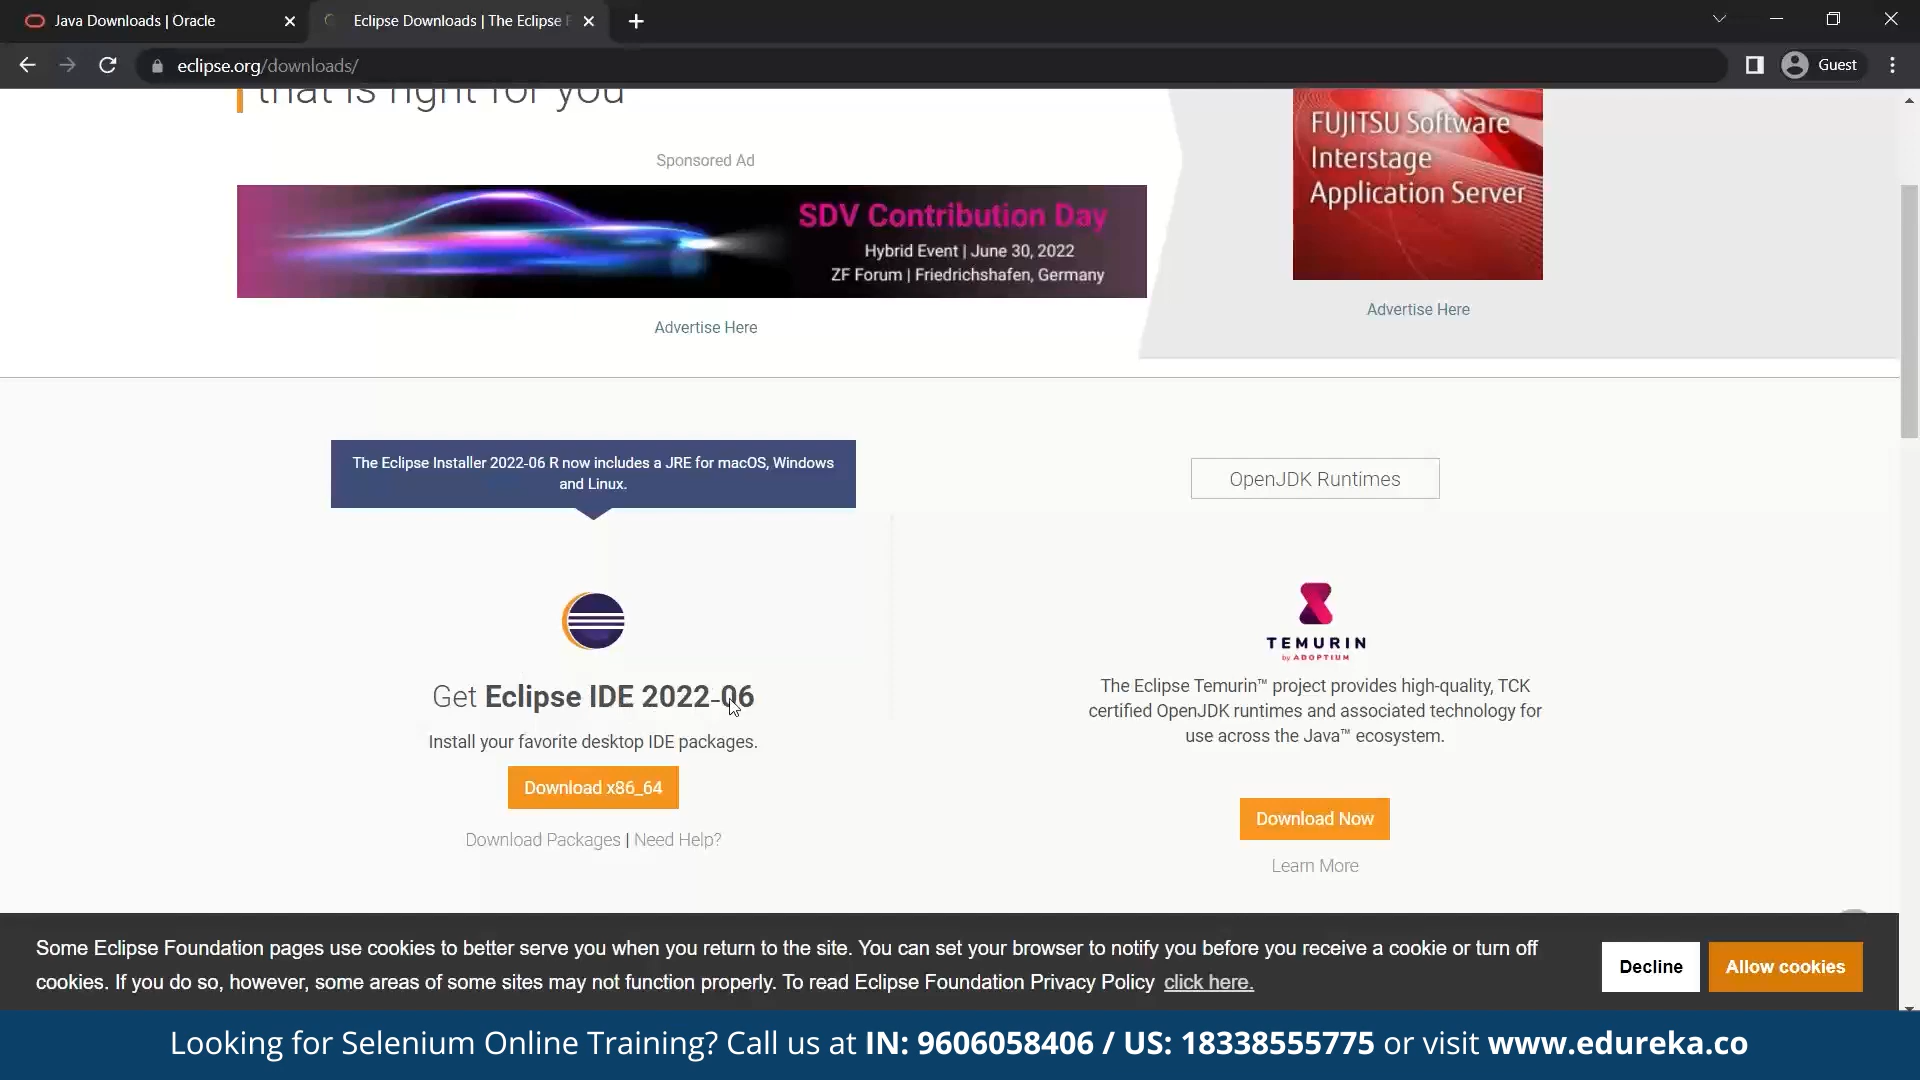 Java Downloads | Oracle
Eclipse Downloads | The Eclipse F
eclipse.org/downloads/
Guest
that is right for you
Sponsored Ad
SDV Contribution Day
Hybrid Event | June 30, 2022
ZF Forum | Friedrichshafen, Germany
Advertise Here
FUJITSU Software
Interstage
Application Server
Advertise Here
The Eclipse Installer 2022-06 R now includes a JRE for macOS, Windows
and Linux.
Get Eclipse IDE 2022-06
Install your favorite desktop IDE packages.
Download x86_64
Download Packages | Need Help?
OpenJDK Runtimes
TEMURIN
by ADOPTIUM
The Eclipse Temurin™ project provides high-quality, TCK
certified OpenJDK runtimes and associated technology for
use across the Java™ ecosystem.
Download Now
Learn More
Some Eclipse Foundation pages use cookies to better serve you when you return to the site. You can set your browser to notify you before you receive a cookie or turn off
cookies. If you do so, however, some areas of some sites may not function properly. To read Eclipse Foundation Privacy Policy click here.
Decline
Allow cookies
Looking for Selenium Online Training? Call us at IN: 9606058406 / US: 18338555775 or visit www.edureka.co